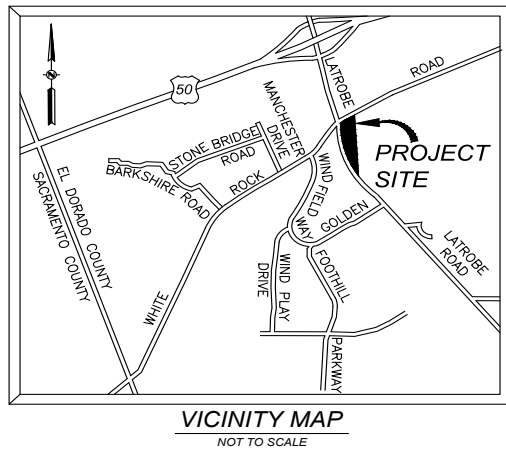 50
LATROBE
ROAD
MANCHESTER
DRIVE
STONE BRIDGE
ROAD
BARKSHIRE ROAD
ROCK
WHITE
WIND FIELD
WAY
GOLDEN
FOOTHILL
PARKWAY
WIND PLAY
DRIVE
PROJECT
SITE
LATROBE
ROAD
EL DORADO COUNTY
SACRAMENTO COUNTY
VICINITY MAP
NOT TO SCALE